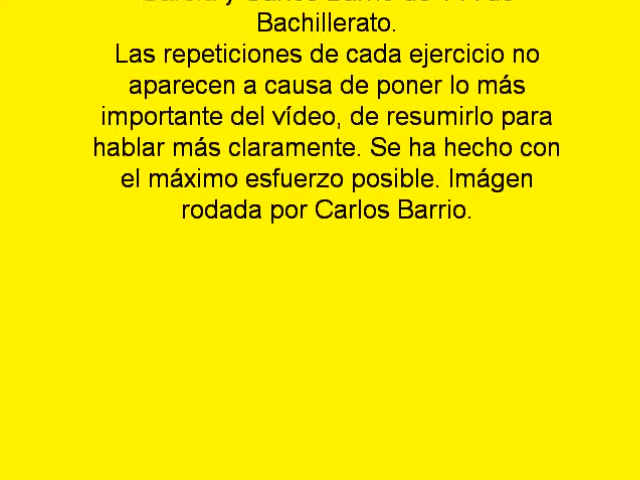 Bachillerato.
Las repeticiones de cada ejercicio no
aparecen a causa de poner lo más
importante del vídeo, de resumirlo para
hablar más claramente. Se ha hecho con
el máximo esfuerzo posible. Imágen
rodada por Carlos Barrio.